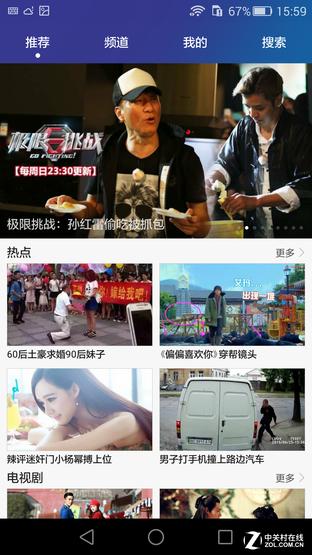 67% 15:59
推荐 频道 我的 搜索
极限挑战
GO FIGHTING!
【每周日23:30更新】
极限挑战：孙红雷偷吃被抓包
热点 更多
嫁给我吧!
60后土豪求婚90后妹子
《偏偏喜欢你》穿帮镜头
辣评迷奸门小杨幂搏上位
男子打手机撞上路边汽车
电视剧 更多
中关村在线
ZOL.COM.CN